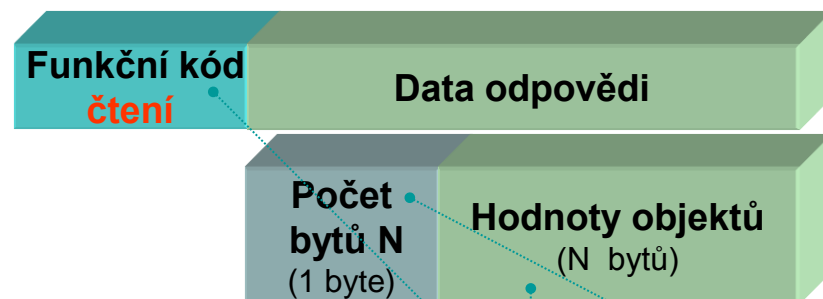 Funkční kód
čtení
Data odpovědi
Počet
bytů N
(1 byte)
Hodnoty objektů
(N bytů)